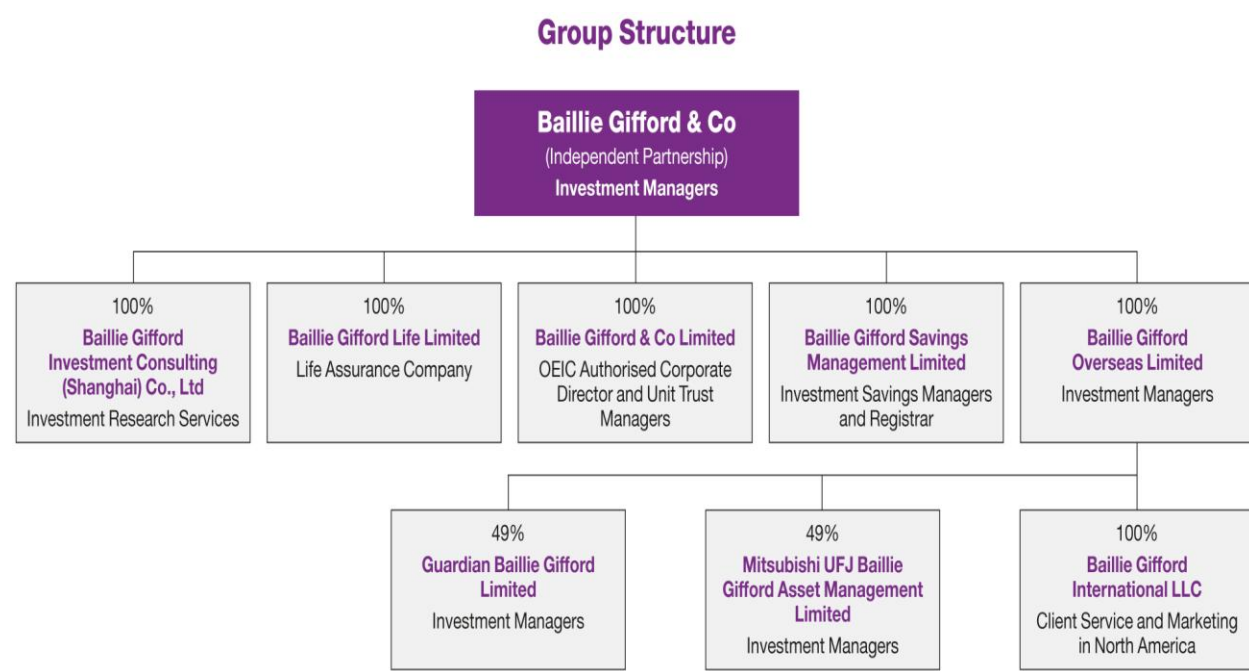 Group Structure
Baillie Gifford & Co
(Independent Partnership)
Investment Managers
100%
Baillie Gifford
Investment Consulting
(Shanghai) Co., Ltd
Investment Research Services
100%
Baillie Gifford Life Limited
Life Assurance Company
100%
Baillie Gifford & Co Limited
OEIC Authorised Corporate
Director and Unit Trust
Managers
100%
Baillie Gifford Savings
Management Limited
Investment Savings Managers
and Registrar
100%
Baillie Gifford
Overseas Limited
Investment Managers
49%
Guardian Baillie Gifford
Limited
Investment Managers
49%
Mitsubishi UFJ Baillie
Gifford Asset Management
Limited
Investment Managers
100%
Baillie Gifford
International LLC
Client Service and Marketing
in North America